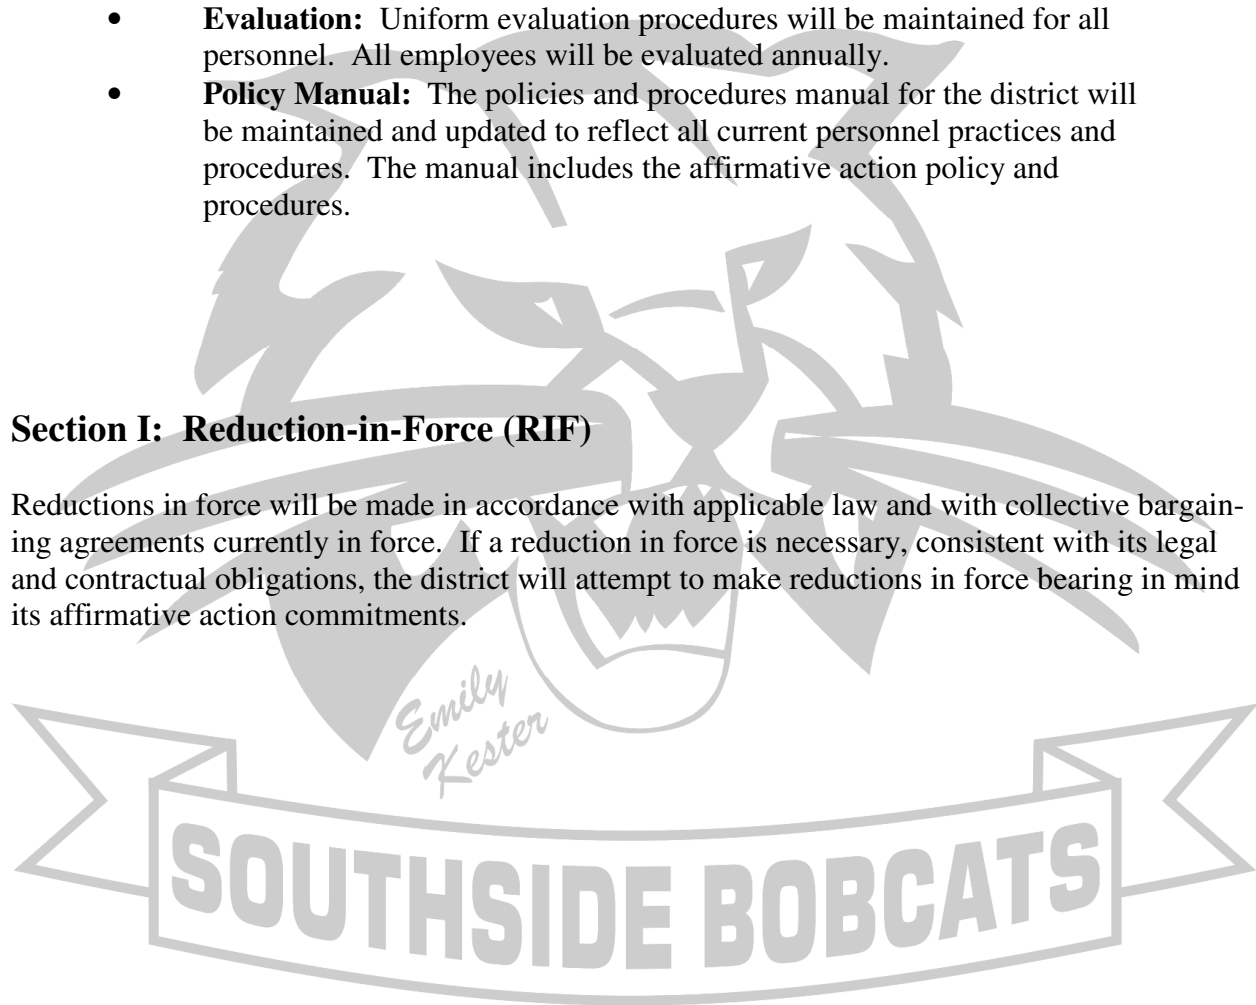 • Evaluation: Uniform evaluation procedures will be maintained for all
personnel. All employees will be evaluated annually.
• Policy Manual: The policies and procedures manual for the district will
be maintained and updated to reflect all current personnel practices and
procedures. The manual includes the affirmative action policy and
procedures.
Section I: Reduction-in-Force (RIF)
Reductions in force will be made in accordance with applicable law and with collective bargain-
ing agreements currently in force. If a reduction in force is necessary, consistent with its legal
and contractual obligations, the district will attempt to make reductions in force bearing in mind
its affirmative action commitments.
Emily
Kester
SOUTHSIDE BOBCATS